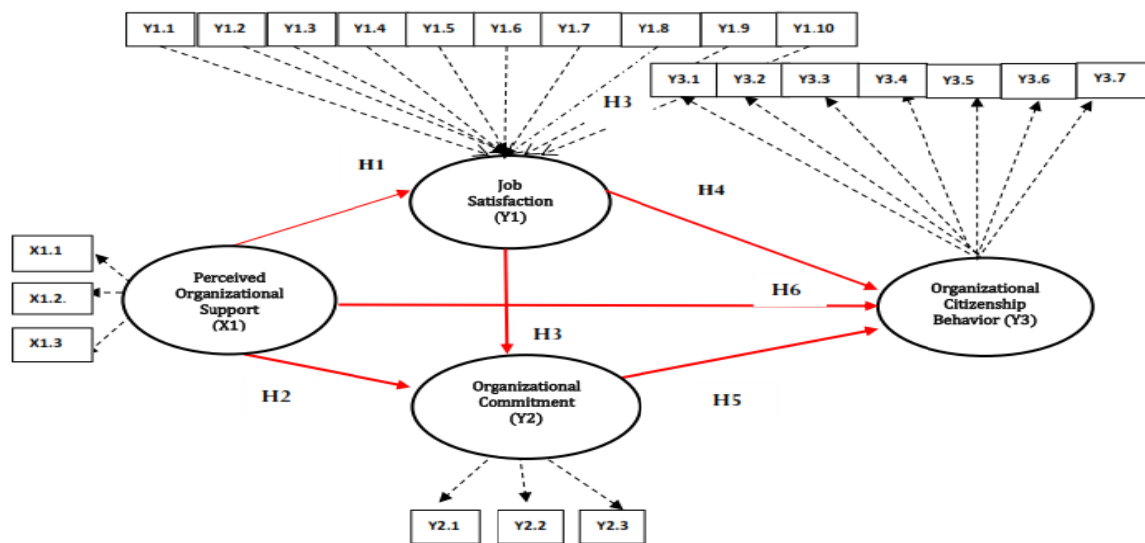 Y1.1 Y1.2 Y1.3 Y1.4 Y1.5 Y1.6 Y1.7 Y1.8 Y1.9 Y1.10
Y3.1 Y3.2 Y3.3 Y3.4 Y3.5 Y3.6 Y3.7
H3
H1
Job
Satisfaction
(Y1)
H4
X1.1
X1.2.
X1.3
Perceived
Organizational
Support
(X1)
H6
Organizational
Citizenship
Behavior (Y3)
H3
H2
Organizational
Commitment
(Y2)
H5
Y2.1 Y2.2 Y2.3